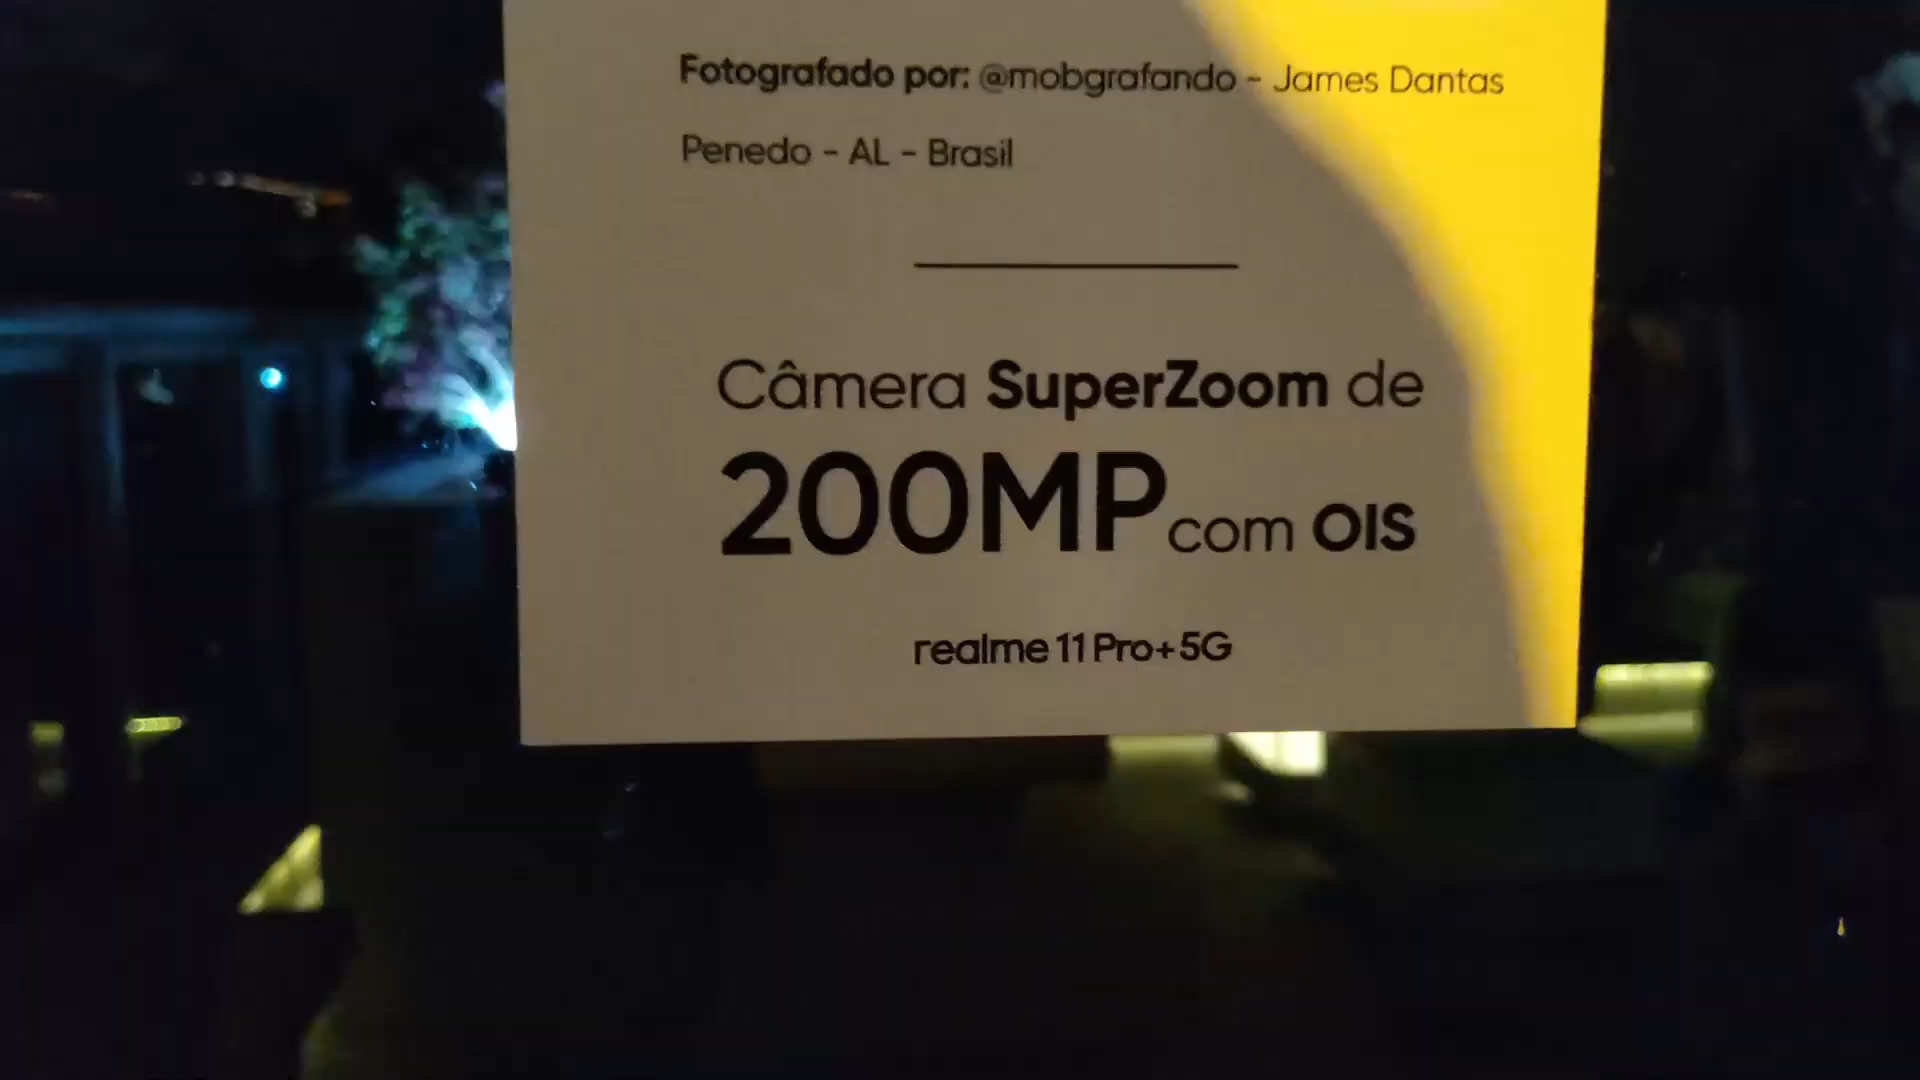 Fotografado por: @mobgrafando - James Dantas
Penedo - AL - Brasil
Câmera SuperZoom de
200MP com OIS
realme 11 Pro+ 5G